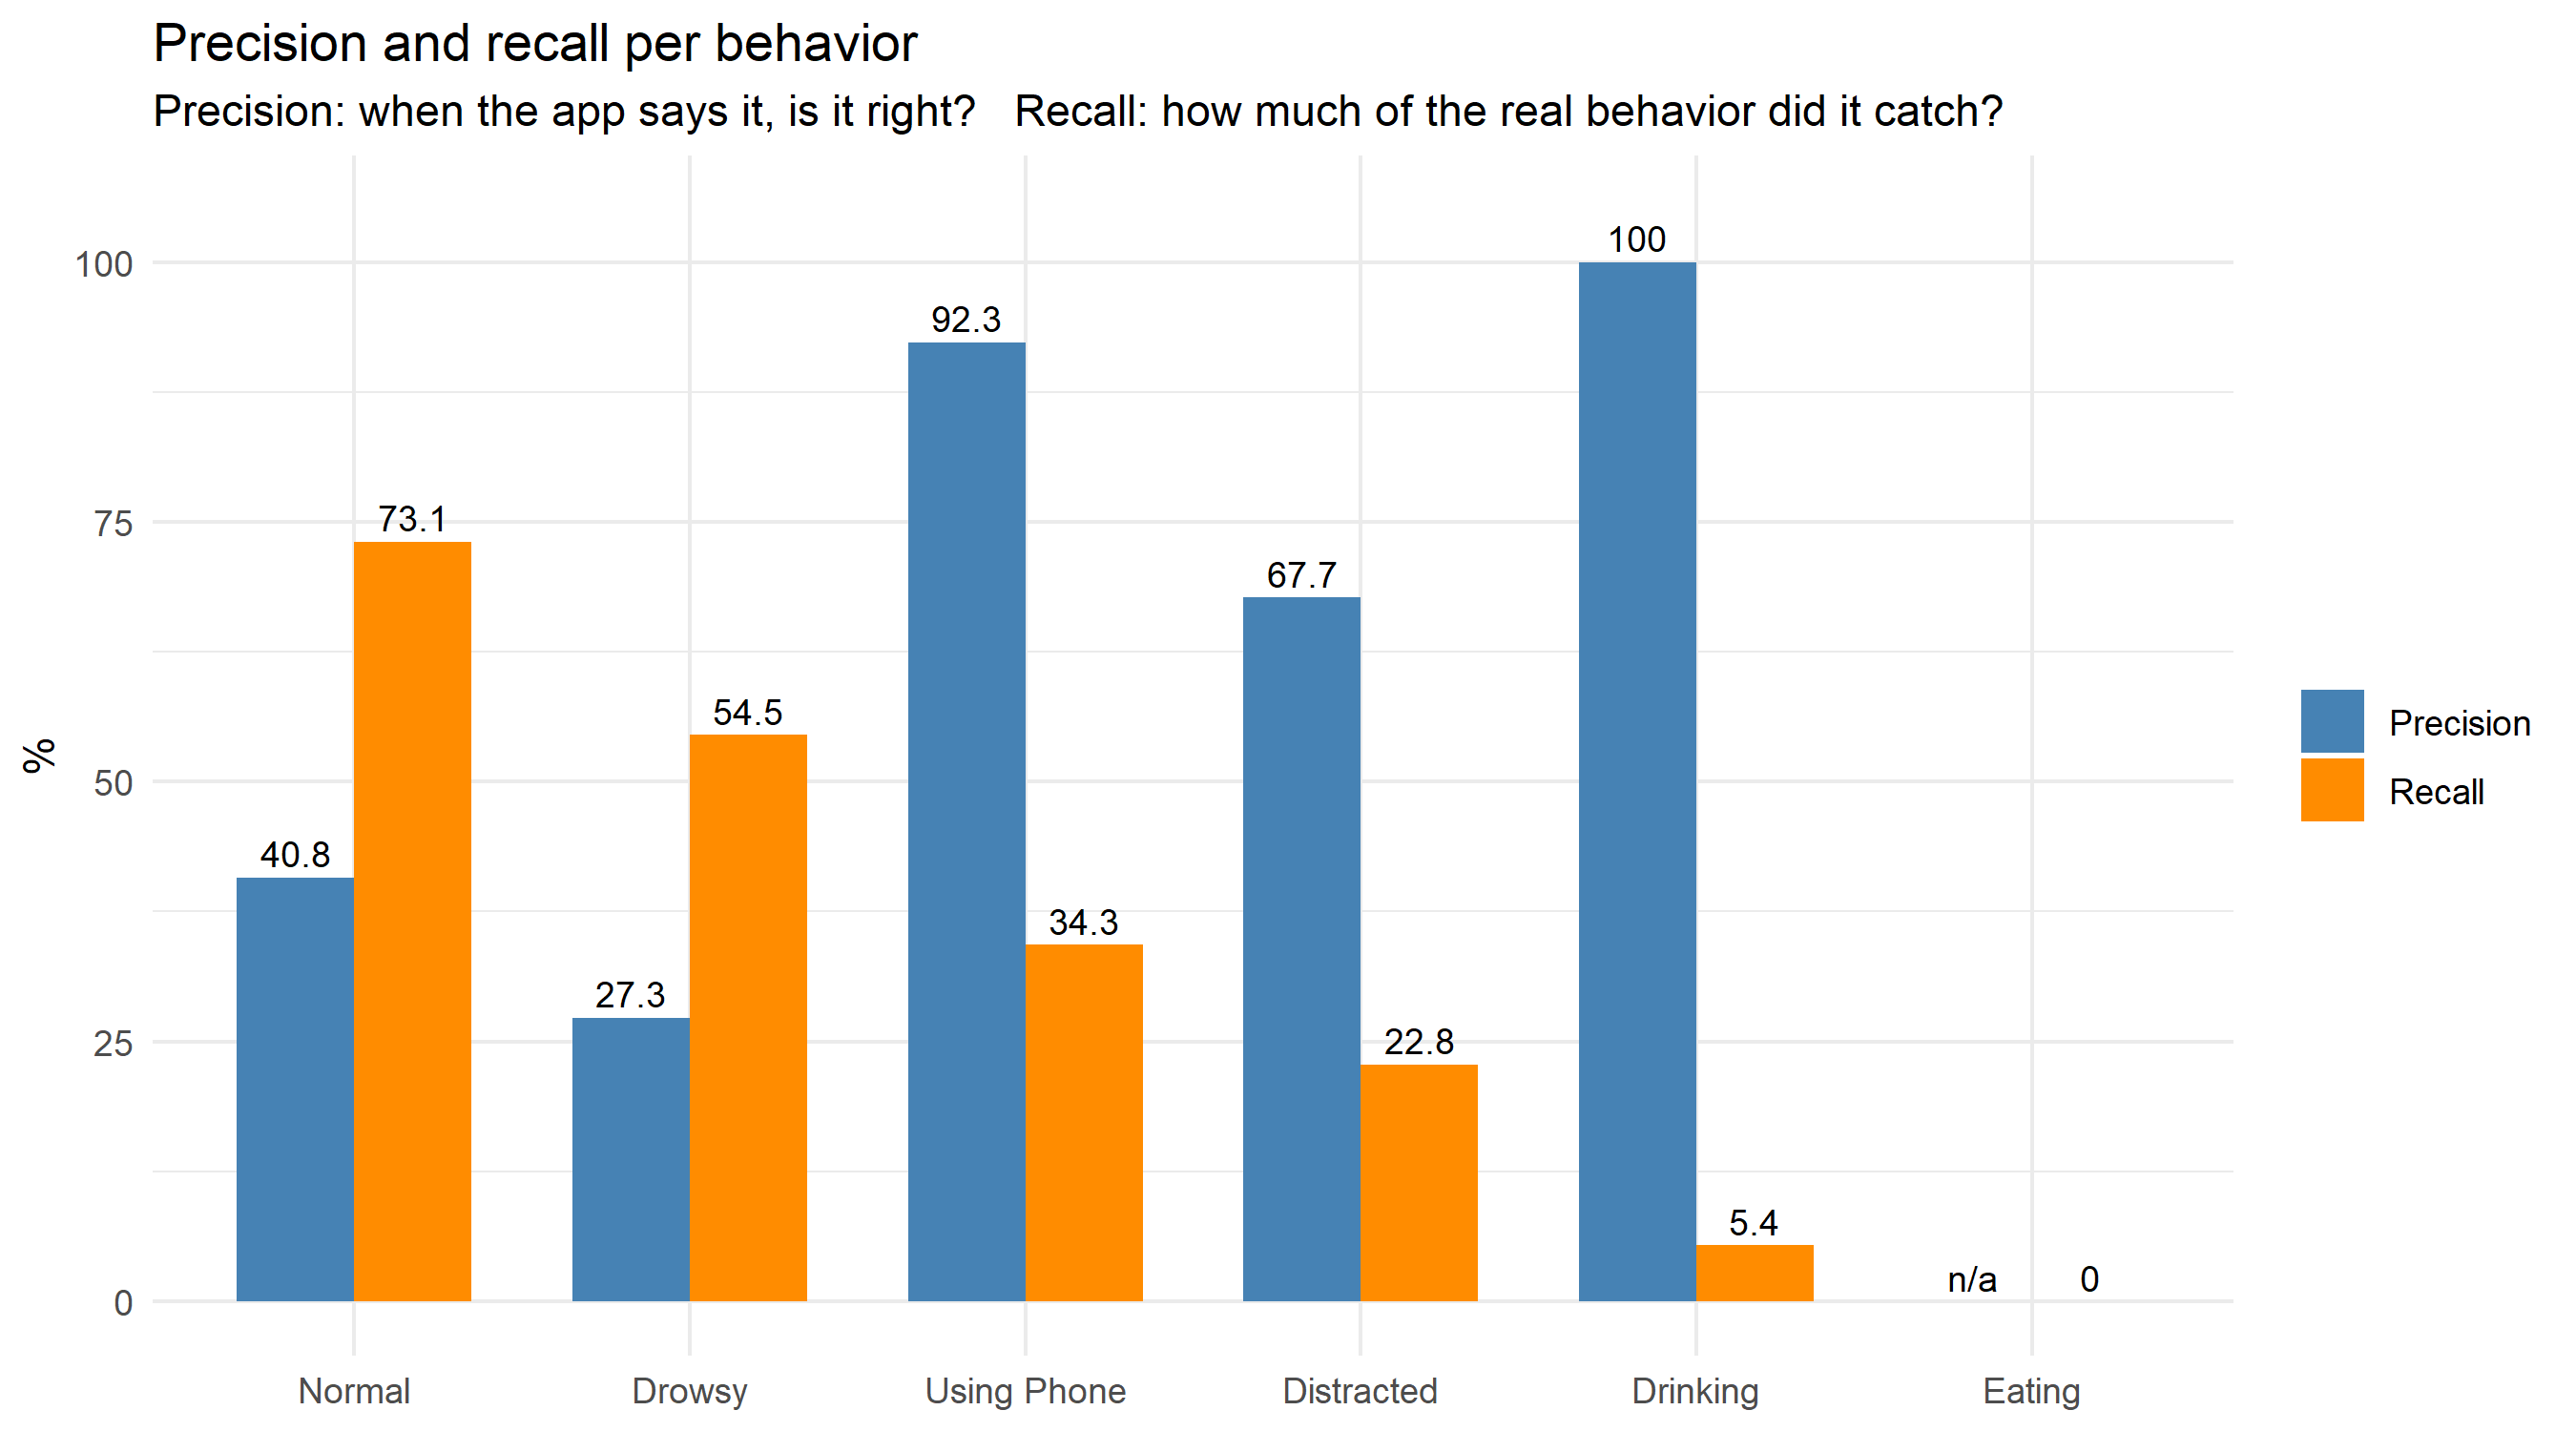 Precision and recall per behavior
Precision: when the app says it, is it right?   Recall: how much of the real behavior did it catch?
100
92.3
100
75
73.1
67.7
54.5
%
50
40.8
34.3
27.3
25
22.8
5.4
n/a
0
0
Normal
Drowsy
Using Phone
Distracted
Drinking
Eating
Precision
Recall